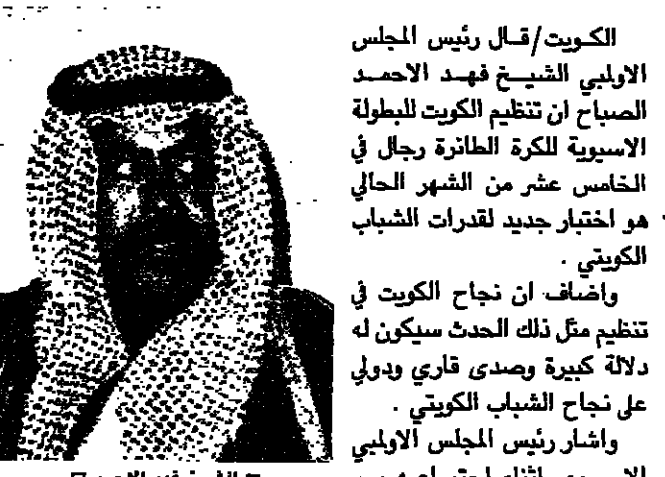 الكويت/قال رئيس المجلس
الاولمبي الشيخ فهد الاحمد
الصباح ان تنظيم الكويت للبطولة
الاسيوية للكرة الطائرة رجال في
الخامس عشر من الشهر الحالي
هو اختبار جديد لقدرات الشباب
الكويتي .
واضاف ان نجاح الكويت في
تنظيم مثل ذلك الحدث سيكون له
دلالة كبيرة وصدى قاري ودولي
على نجاح الشباب الكويتي .
واشار رئيس المجلس الاولمبي